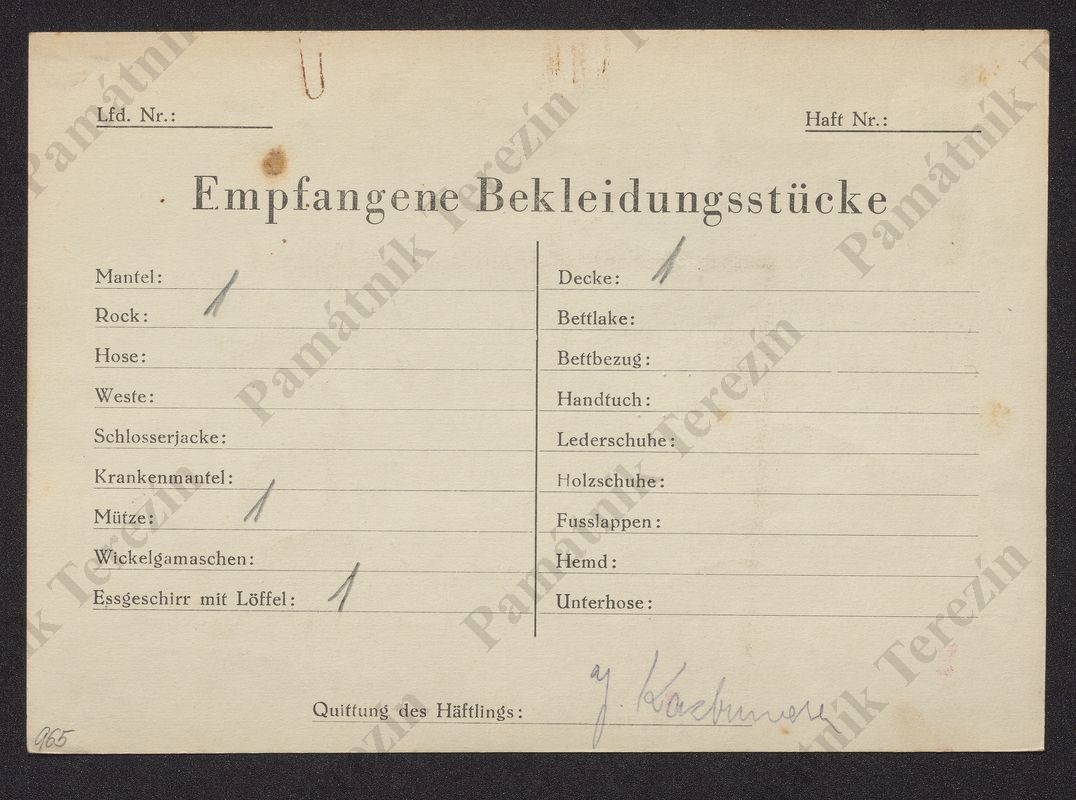 Lfd. Nr.:
Haft Nr.:
Empfangene Bekleidungsstücke
Mantel:
Rock: 1
Hose:
Weste:
Schlosserjacke:
Krankenmantel:
Mütze: 1
Wickelgamaschen:
Essgeschirr mit Löffel: 1
Decke: 1
Bettlake:
Bettbezug:
Handtuch:
Lederschuhe:
Holzschuhe:
Fusslappen:
Hemd:
Unterhose:
Quittung des Häftlings:
965
Památník Terezín